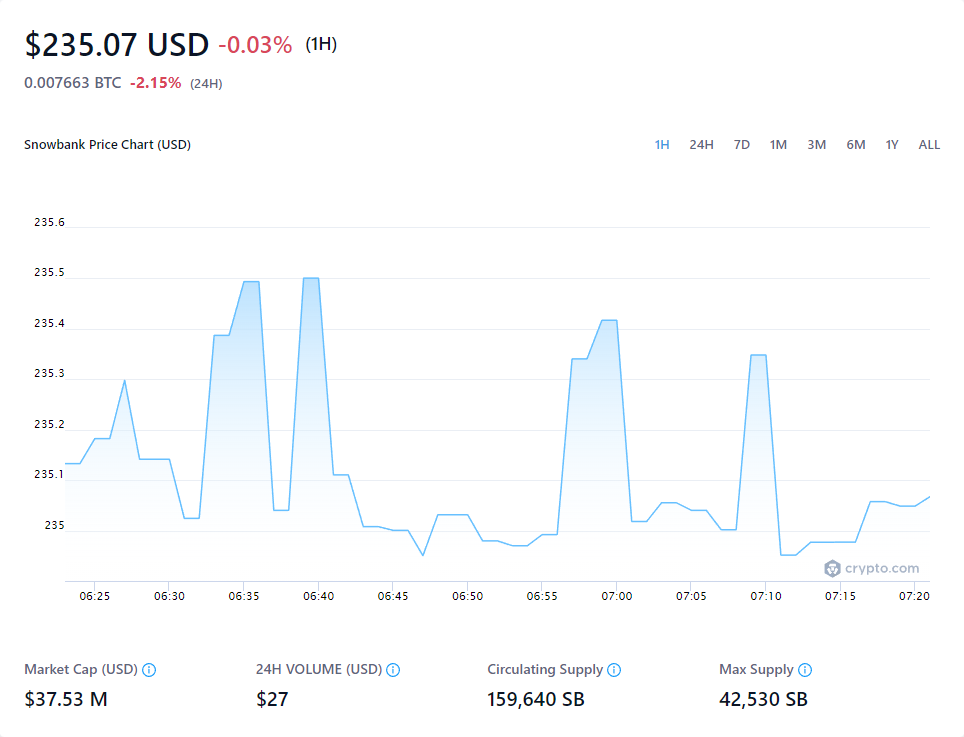 $235.07 USD -0.03% (1H)
0.007663 BTC -2.15% (24H)
Snowbank Price Chart (USD) 1H 24H 7D 1M 3M 6M 1Y ALL
235.6
235.5
235.4
235.3
235.2
235.1
235
crypto.com
06:25 06:30 06:35 06:40 06:45 06:50 06:55 07:00 07:05 07:10 07:15 07:20
Market Cap (USD) 24H VOLUME (USD) Circulating Supply Max Supply
$37.53 M $27 159,640 SB 42,530 SB